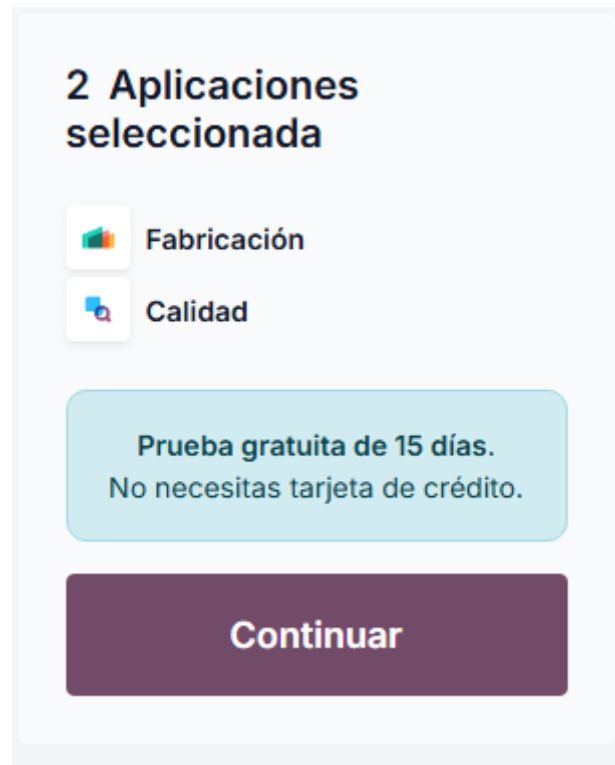 2 Aplicaciones
seleccionada
Fabricación
Calidad
Prueba gratuita de 15 días.
No necesitas tarjeta de crédito.
Continuar